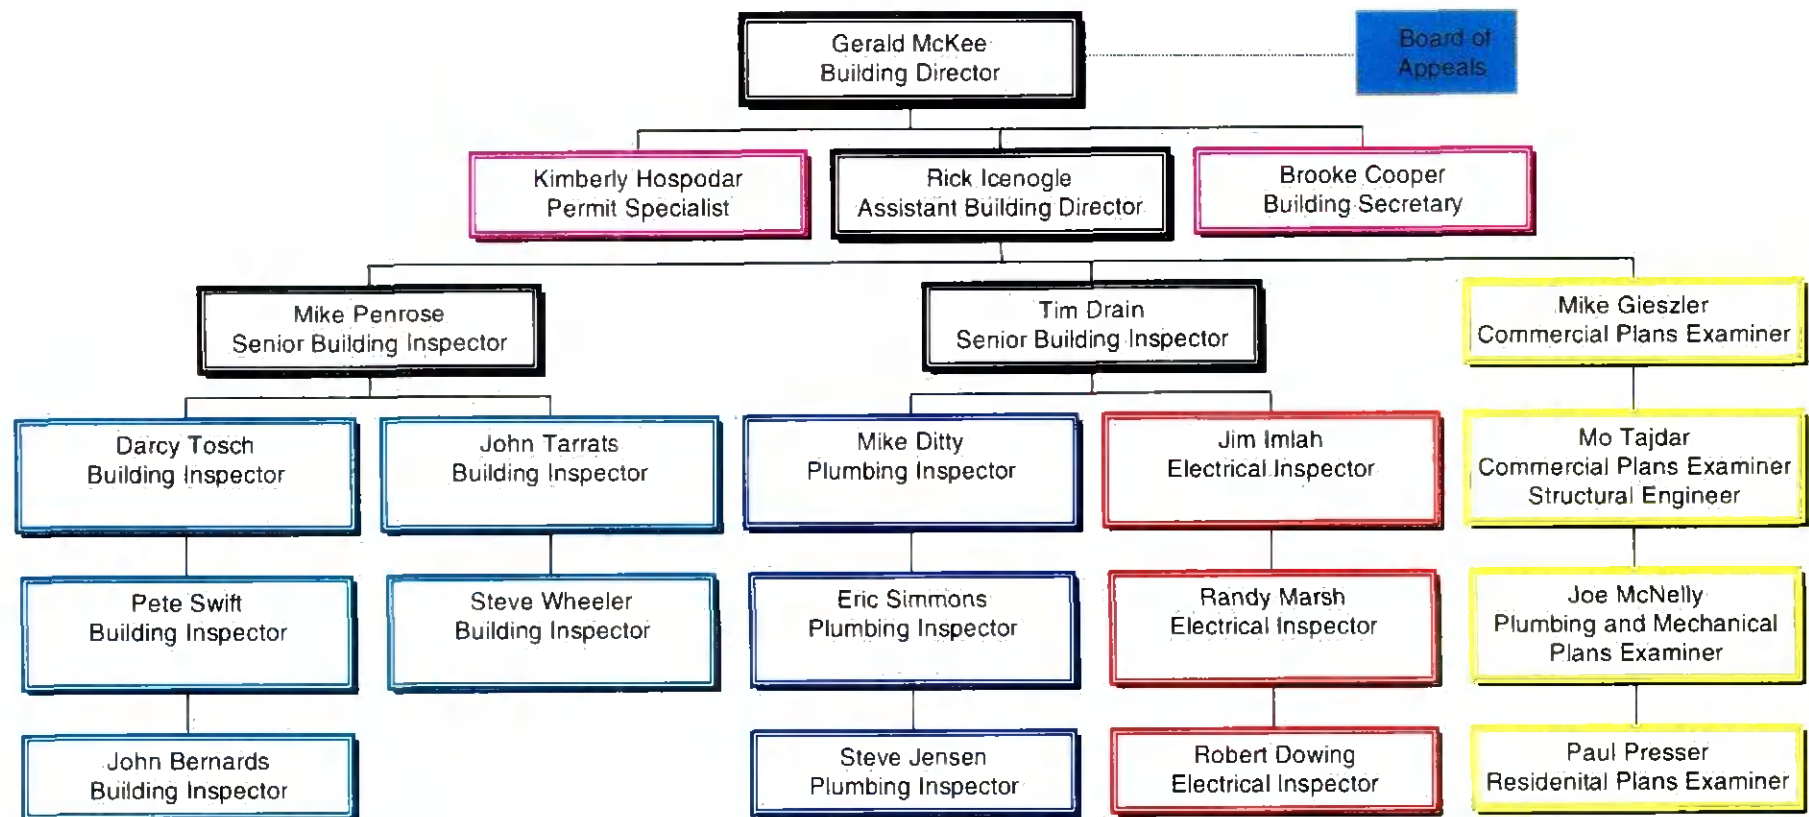 Gerald McKee
Building Director
Board of
Appeals
Kimberly Hospodar
Permit Specialist
Rick Icenogle
Assistant Building Director
Brooke Cooper
Building Secretary
Mike Penrose
Senior Building Inspector
Tim Drain
Senior Building Inspector
Mike Gieszler
Commercial Plans Examiner
Darcy Tosch
Building Inspector
John Tarrats
Building Inspector
Mike Ditty
Plumbing Inspector
Jim Imlah
Electrical Inspector
Mo Tajdar
Commercial Plans Examiner
Structural Engineer
Pete Swift
Building Inspector
Steve Wheeler
Building Inspector
Eric Simmons
Plumbing Inspector
Randy Marsh
Electrical Inspector
Joe McNelly
Plumbing and Mechanical
Plans Examiner
John Bernards
Building Inspector
Steve Jensen
Plumbing Inspector
Robert Dowing
Electrical Inspector
Paul Presser
Residenital Plans Examiner